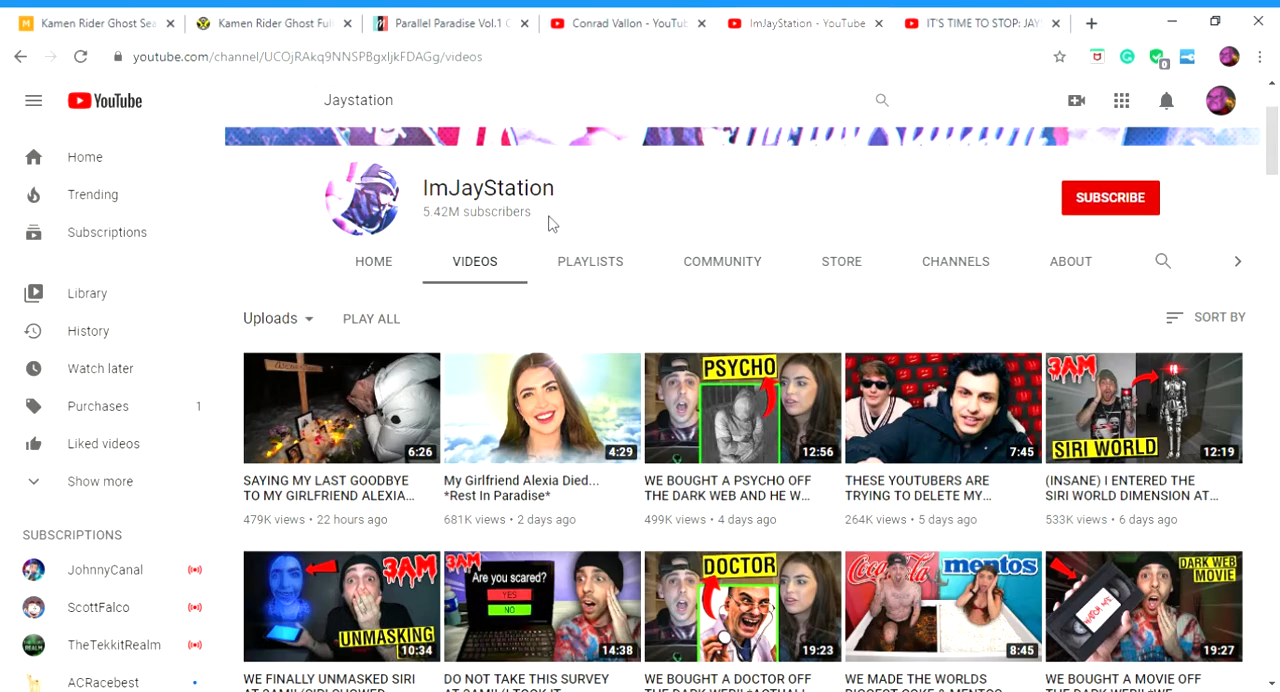 Kamen Rider Ghost Sea
Kamen Rider Ghost Full
Parallel Paradise Vol.1 C
Conrad Vallon - YouTu
ImJayStation - YouTube
IT'S TIME TO STOP: JAY
youtube.com/channel/UCOjRAkq9NNSPBgxljkFDAGg/videos
0
YouTube
Jaystation
Home
Trending
Subscriptions
Library
History
Watch later
Purchases 1
Liked videos
Show more
SUBSCRIPTIONS
JohnnyCanal
ScottFalco
TheTekkitRealm
ACRacebest
ImJayStation
5.42M subscribers
SUBSCRIBE
HOME VIDEOS PLAYLISTS COMMUNITY STORE CHANNELS ABOUT
Uploads PLAY ALL SORT BY
6:26
SAYING MY LAST GOODBYE
TO MY GIRLFRIEND ALEXIA...
479K views • 22 hours ago
4:29
My Girlfriend Alexia Died...
*Rest In Paradise*
681K views • 2 days ago
PSYCHO
12:56
WE BOUGHT A PSYCHO OFF
THE DARK WEB AND HE W...
499K views • 4 days ago
7:45
THESE YOUTUBERS ARE
TRYING TO DELETE MY...
264K views • 5 days ago
3AM
SIRI WORLD
12:19
(INSANE) I ENTERED THE
SIRI WORLD DIMENSION AT...
533K views • 6 days ago
3AM
UNMASKING
10:34
WE FINALLY UNMASKED SIRI
3AM
Are you scared?
YES
NO
14:38
DO NOT TAKE THIS SURVEY
DOCTOR
19:23
WE BOUGHT A DOCTOR OFF
Coca-Cola
mentos
8:45
WE MADE THE WORLDS
DARK WEB
MOVIE
19:27
WE BOUGHT A MOVIE OFF